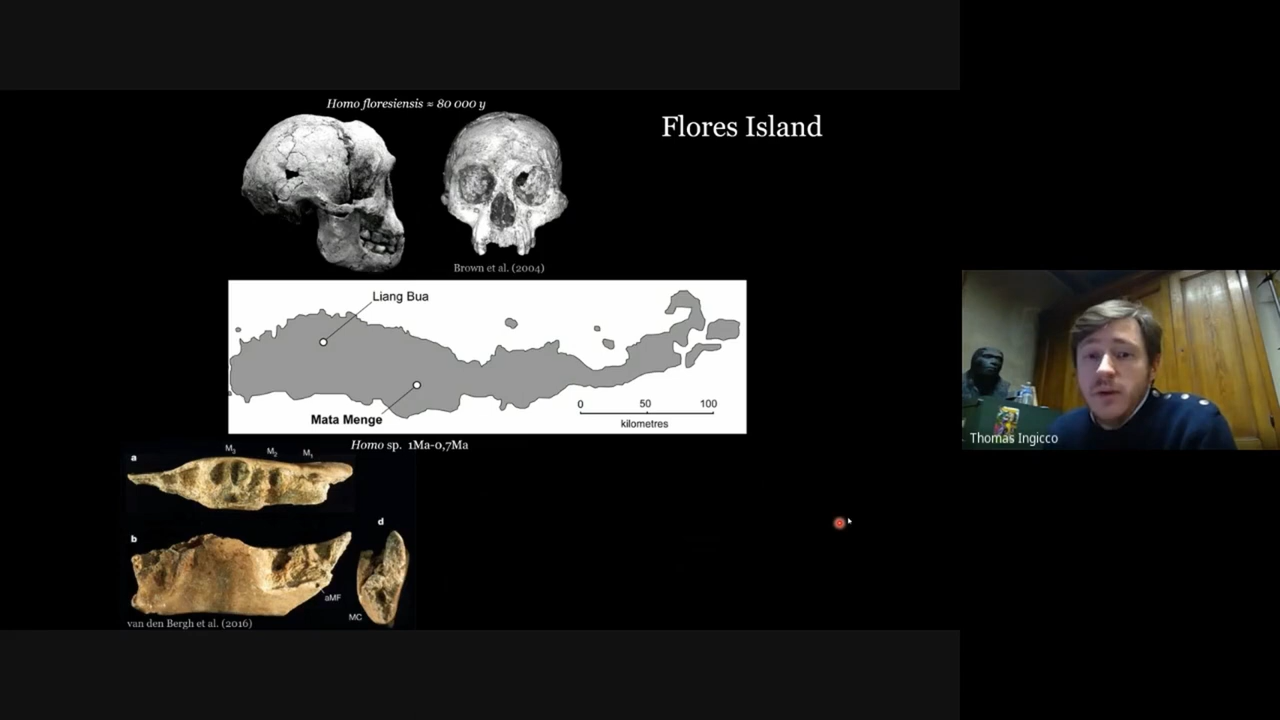 Homo floresiensis ≈ 80 000 y
Flores Island
Brown et al. (2004)
Liang Bua
Mata Menge
0 50 100
kilometres
Homo sp. 1Ma-0,7Ma
a
M3 M2 M1
b
d
aMF
MC
van den Bergh et al. (2016)
Thomas Ingicco